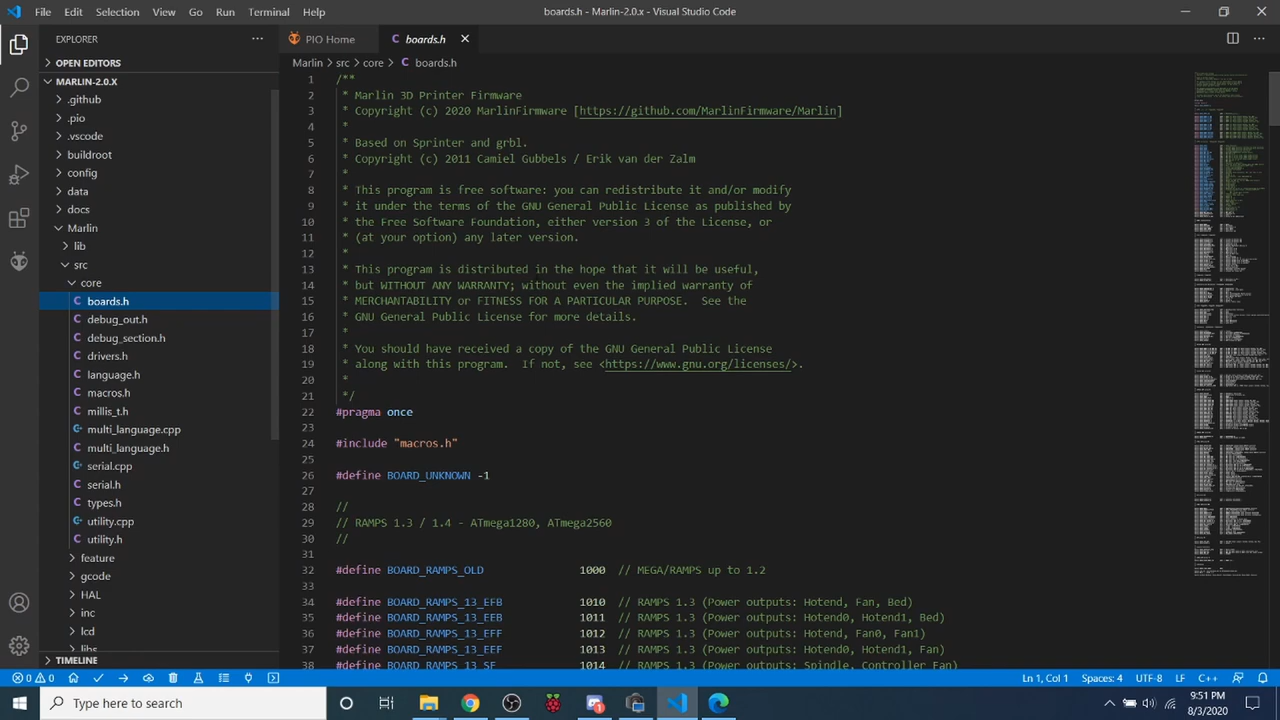 File Edit Selection View Go Run Terminal Help
boards.h - Marlin-2.0.x - Visual Studio Code
EXPLORER
OPEN EDITORS
MARLIN-2.0.X
.github
.pio
.vscode
buildroot
config
data
docs
Marlin
lib
src
core
boards.h
debug_out.h
debug_section.h
drivers.h
language.h
macros.h
millis_t.h
multi_language.cpp
multi_language.h
serial.cpp
serial.h
types.h
utility.cpp
utility.h
feature
gcode
HAL
inc
lcd
libs
TIMELINE
PIO Home
boards.h
Marlin > src > core > boards.h
1 /**
2 * Marlin 3D Printer Firmware
3 * Copyright (c) 2020 MarlinFirmware [https://github.com/MarlinFirmware/Marlin]
4 *
5 * Based on Sprinter and grbl.
6 * Copyright (c) 2011 Camiel Gubbels / Erik van der Zalm
7 *
8 * This program is free software: you can redistribute it and/or modify
9 * it under the terms of the GNU General Public License as published by
10 * the Free Software Foundation, either version 3 of the License, or
11 * (at your option) any later version.
12 *
13 * This program is distributed in the hope that it will be useful,
14 * but WITHOUT ANY WARRANTY; without even the implied warranty of
15 * MERCHANTABILITY or FITNESS FOR A PARTICULAR PURPOSE.  See the
16 * GNU General Public License for more details.
17 *
18 * You should have received a copy of the GNU General Public License
19 * along with this program.  If not, see <https://www.gnu.org/licenses/>.
20 *
21 */
22 #pragma once
23
24 #include "macros.h"
25
26 #define BOARD_UNKNOWN -1
27
28 //
29 // RAMPS 1.3 / 1.4 - ATmega1280, ATmega2560
30 //
31
32 #define BOARD_RAMPS_OLD 1000 // MEGA/RAMPS up to 1.2
33
34 #define BOARD_RAMPS_13_EFB 1010 // RAMPS 1.3 (Power outputs: Hotend, Fan, Bed)
35 #define BOARD_RAMPS_13_EEB 1011 // RAMPS 1.3 (Power outputs: Hotend0, Hotend1, Bed)
36 #define BOARD_RAMPS_13_EFF 1012 // RAMPS 1.3 (Power outputs: Hotend, Fan0, Fan1)
37 #define BOARD_RAMPS_13_EEF 1013 // RAMPS 1.3 (Power outputs: Hotend0, Hotend1, Fan)
38 #define BOARD_RAMPS_13_SF 1014 // RAMPS 1.3 (Power outputs: Spindle, Controller Fan)
0 0 Ln 1, Col 1 Spaces: 4 UTF-8 LF C++
Type here to search
9:51 PM
8/3/2020